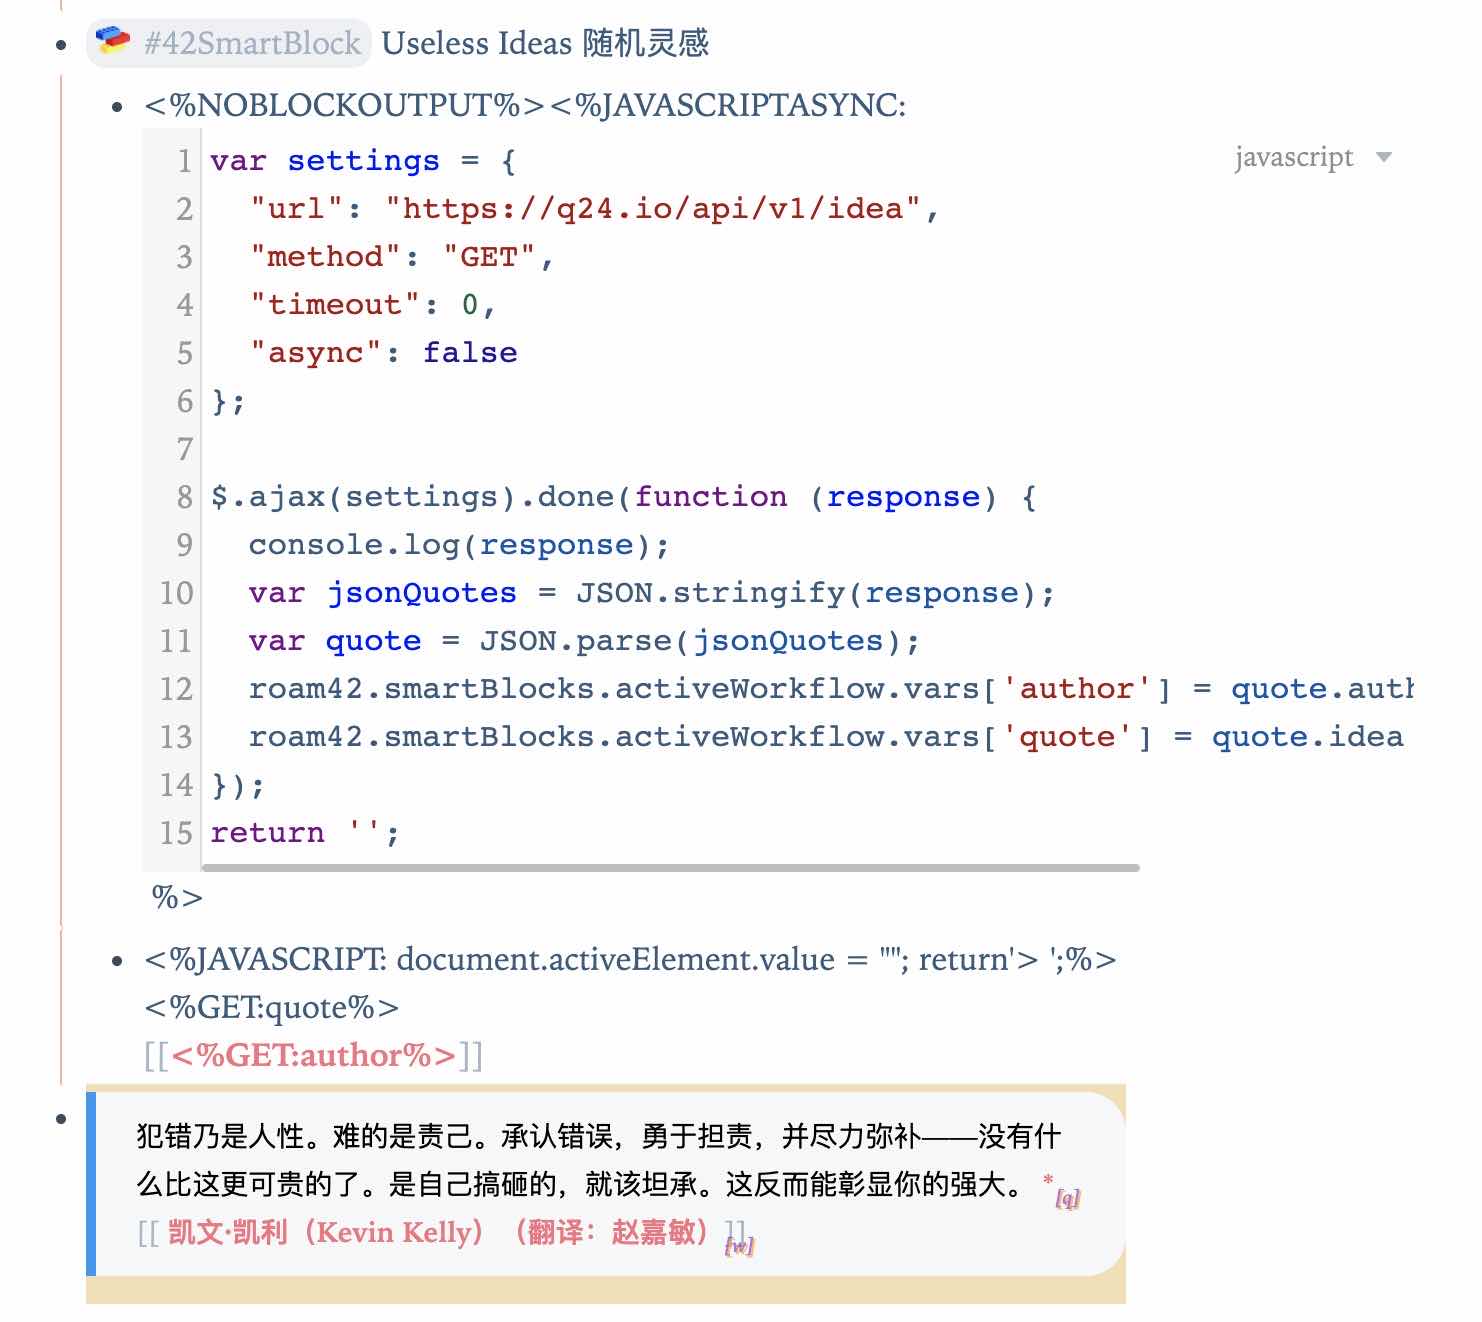 #42SmartBlock Useless Ideas 随机灵感
<%NOBLOCKOUTPUT%><%JAVASCRIPTASYNC:
javascript
1 var settings = {
2   "url": "https://q24.io/api/v1/idea",
3   "method": "GET",
4   "timeout": 0,
5   "async": false
6 };
7
8 $.ajax(settings).done(function (response) {
9   console.log(response);
10   var jsonQuotes = JSON.stringify(response);
11   var quote = JSON.parse(jsonQuotes);
12   roam42.smartBlocks.activeWorkflow.vars['author'] = quote.auth
13   roam42.smartBlocks.activeWorkflow.vars['quote'] = quote.idea
14 });
15 return '';
%>
<%JAVASCRIPT: document.activeElement.value = ""; return'> ';%>
<%GET:quote%>
[[<%GET:author%>]]
犯错乃是人性。难的是责己。承认错误，勇于担责，并尽力弥补——没有什
么比这更可贵的了。是自己搞砸的，就该坦承。这反而能彰显你的强大。 *[q]
[[ 凯文·凯利（Kevin Kelly）（翻译：赵嘉敏）]][w]